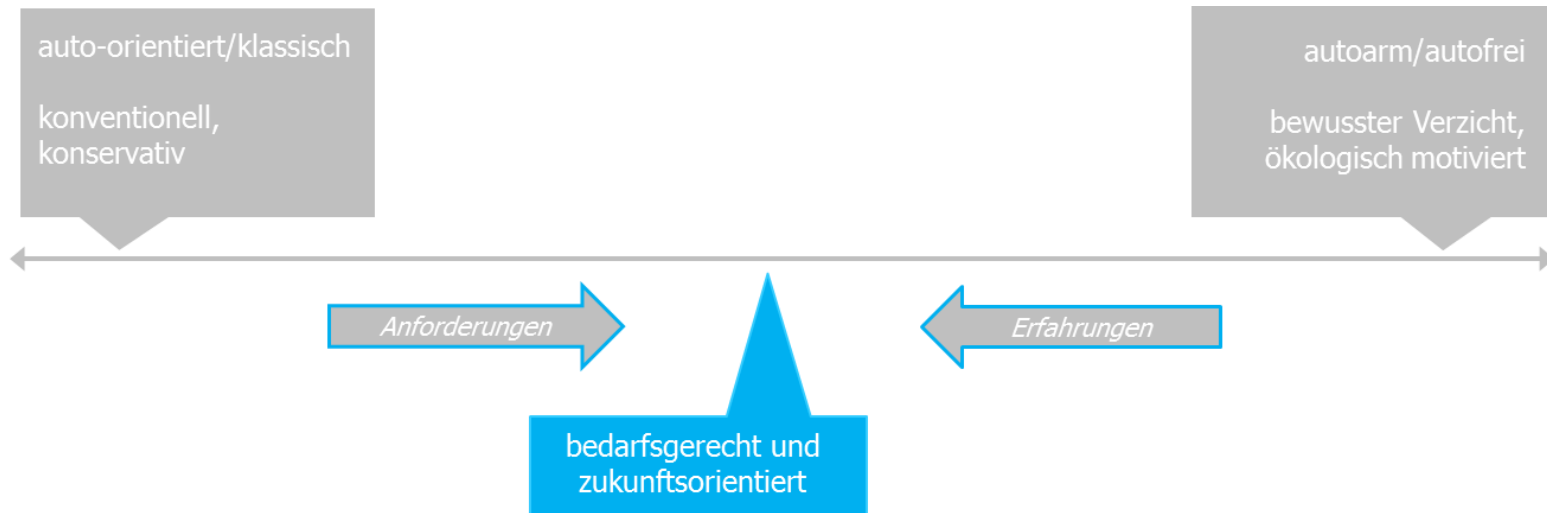 auto-orientiert/klassisch
konventionell,
konservativ
autoarm/autofrei
bewusster Verzicht,
ökologisch motiviert
Anforderungen
Erfahrungen
bedarfsgerecht und
zukunftsorientiert